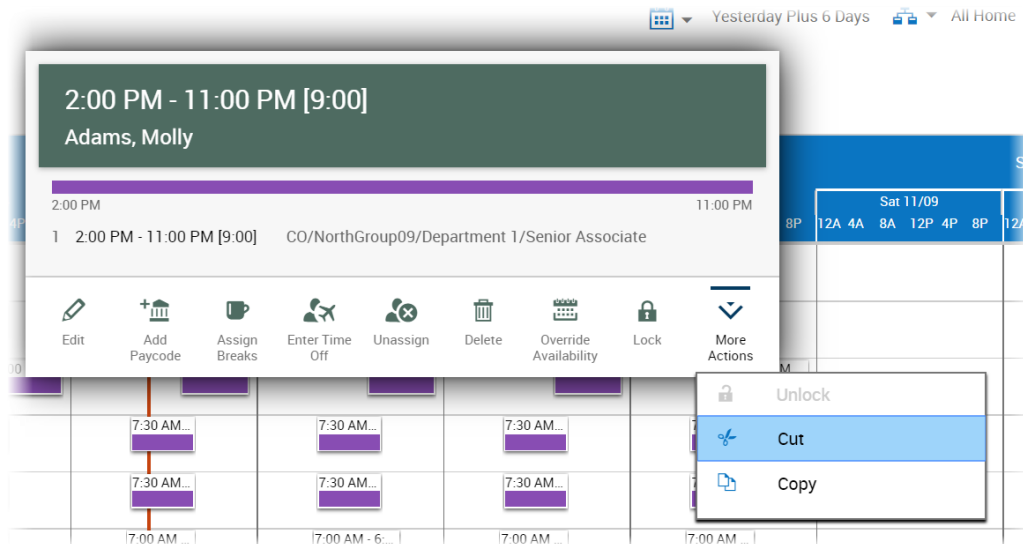 Yesterday Plus 6 Days All Home
2:00 PM - 11:00 PM [9:00]
Adams, Molly
2:00 PM 11:00 PM
1 2:00 PM - 11:00 PM [9:00] CO/NorthGroup09/Department 1/Senior Associate
Sat 11/09
4P 8P 12A 4A 8A 12P 4P 8P 12A
Edit
Add
Paycode
Assign
Breaks
Enter Time
Off
Unassign
Delete
Override
Availability
Lock
More
Actions
Unlock
Cut
Copy
7:30 AM... 7:30 AM... 7:30 AM...
7:30 AM... 7:30 AM... 7:30 AM...
7:00 AM ... 7:00 AM - 6:... 7:00 AM ... 7:00 AM ...